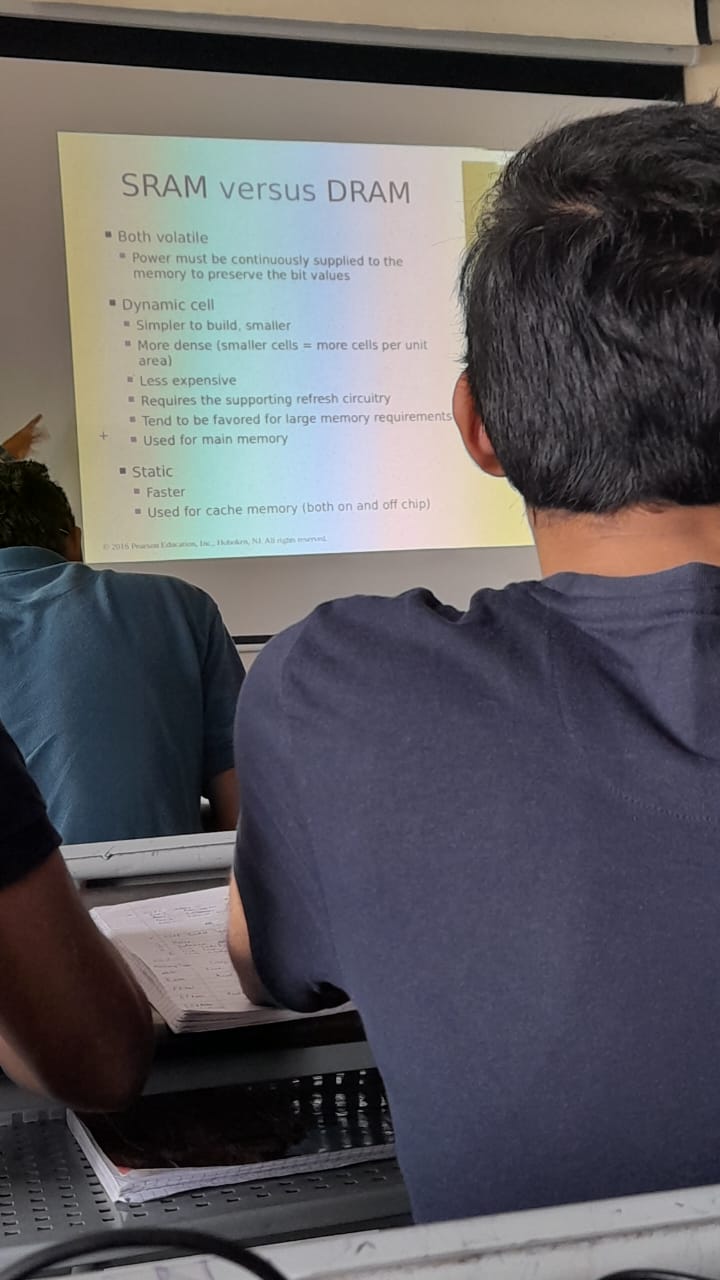 SRAM versus DRAM
Both volatile
Power must be continuously supplied to the
memory to preserve the bit values
Dynamic cell
Simpler to build, smaller
More dense (smaller cells = more cells per unit
area)
Less expensive
Requires the supporting refresh circuitry
Tend to be favored for large memory requirements
+
Used for main memory
Static
Faster
Used for cache memory (both on and off chip)
© 2016 Pearson Education, Inc., Hoboken, NJ. All rights reserved.